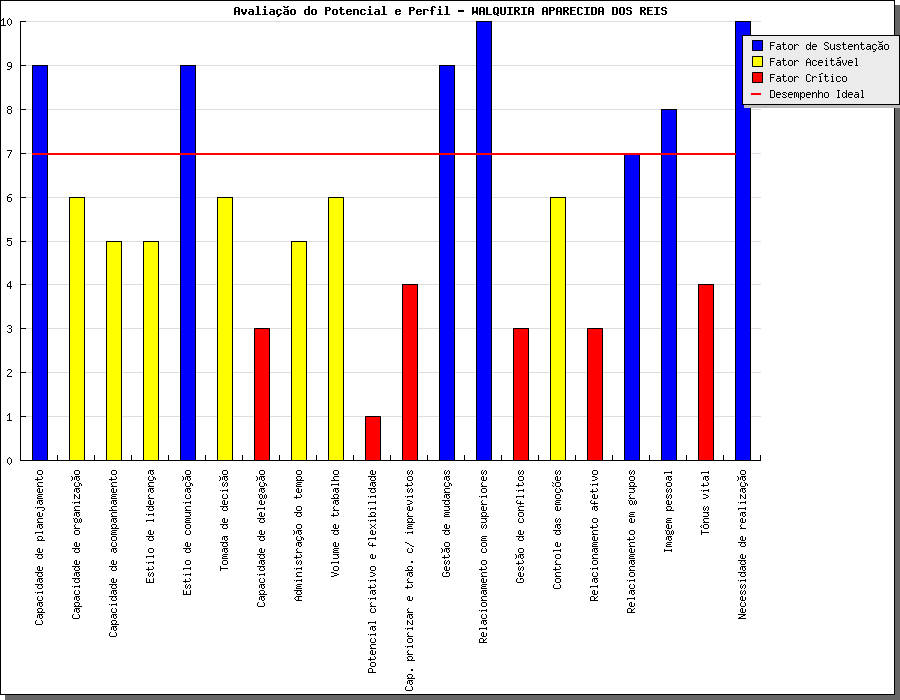 Avaliação do Potencial e Perfil - WALQUIRIA APARECIDA DOS REIS
Fator de Sustentação
Fator Aceitável
Fator Crítico
Desempenho Ideal
10
9
8
7
6
5
4
3
2
1
0
Capacidade de planejamento
Capacidade de organização
Capacidade de acompanhamento
Estilo de liderança
Estilo de comunicação
Tomada de decisão
Capacidade de delegação
Administração do tempo
Volume de trabalho
Potencial criativo e flexibilidade
Cap. priorizar e trab. c/ imprevistos
Gestão de mudanças
Relacionamento com superiores
Gestão de conflitos
Controle das emoções
Relacionamento afetivo
Relacionamento em grupos
Imagem pessoal
Tônus vital
Necessidade de realização